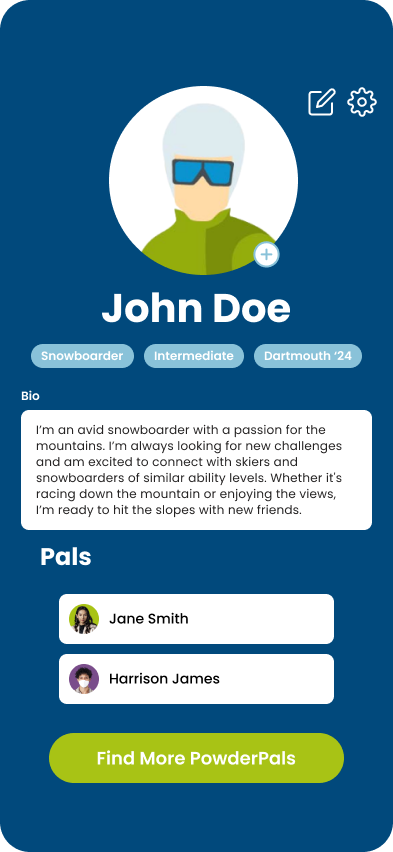 John Doe
Snowboarder Intermediate Dartmouth ‘24
Bio
I’m an avid snowboarder with a passion for the
mountains. I’m always looking for new challenges
and am excited to connect with skiers and
snowboarders of similar ability levels. Whether it's
racing down the mountain or enjoying the views,
I’m ready to hit the slopes with new friends.
Pals
Jane Smith
Harrison James
Find More PowderPals